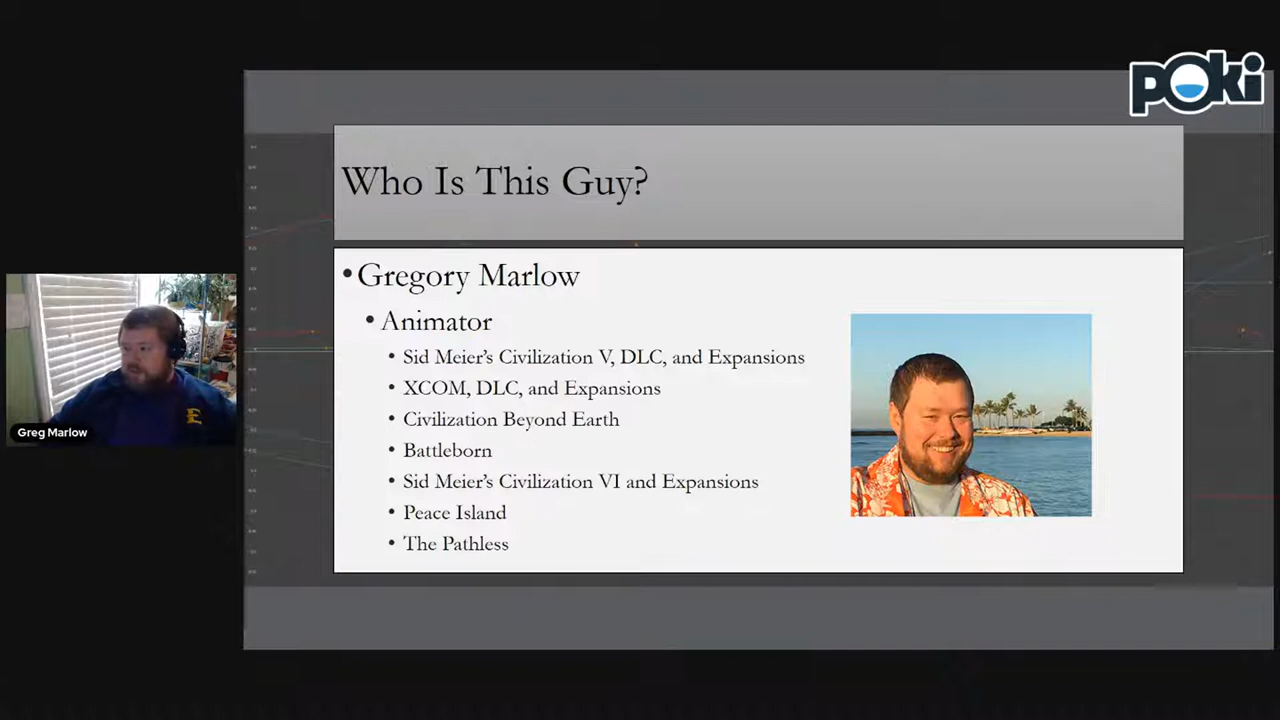 poki
Who Is This Guy?
•Gregory Marlow
• Animator
• Sid Meier's Civilization V, DLC, and Expansions
• XCOM, DLC, and Expansions
• Civilization Beyond Earth
• Battleborn
• Sid Meier's Civilization VI and Expansions
• Peace Island
• The Pathless
E
Greg Marlow